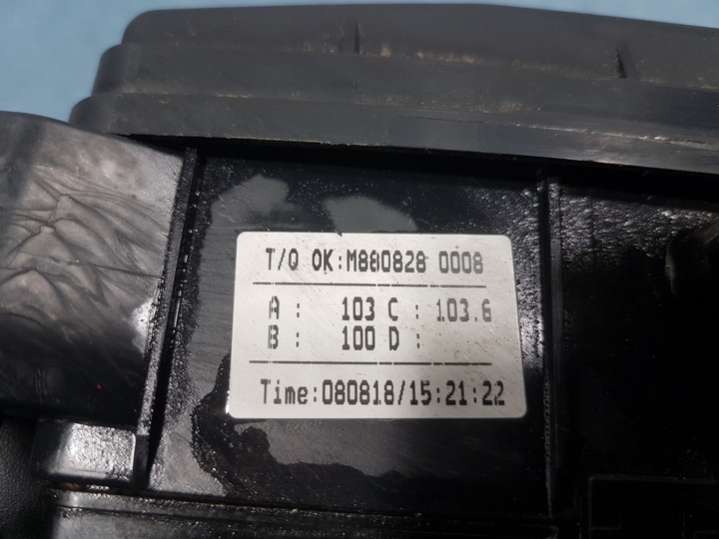 T/Q OK:M880828 0008
A : 103 C : 103.6
B : 100 D :
Time:080818/15:21:22